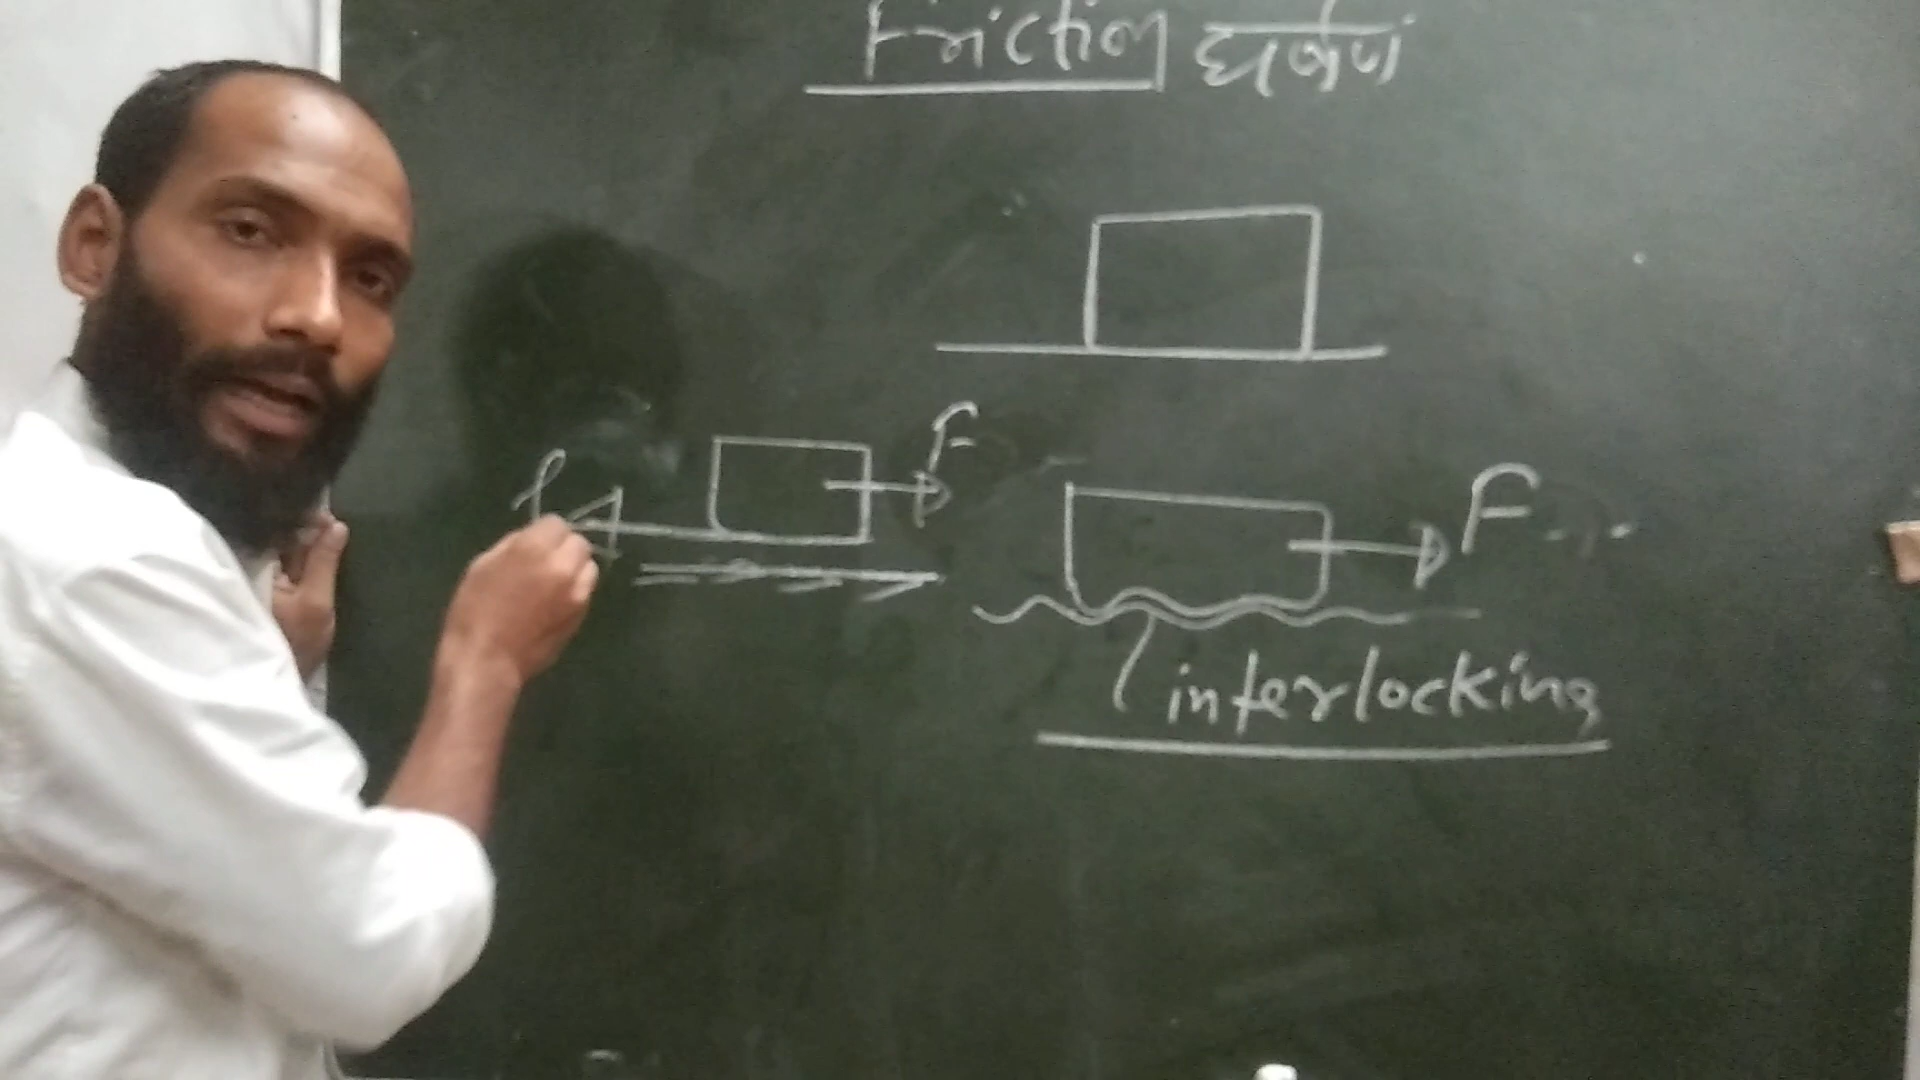 Friction घर्षण
F
f
F
interlocking